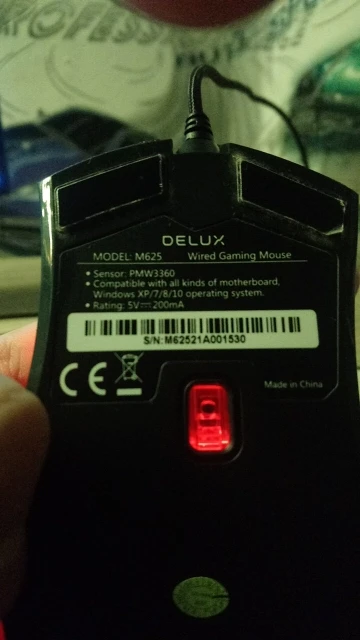 PROFESS
DELUX
MODEL: M625 Wired Gaming Mouse
• Sensor: PMW3360
• Compatible with all kinds of motherboard,
Windows XP/7/8/10 operating system.
• Rating: 5V⎓200mA
S/N:M62521A001530
CE
Made in China